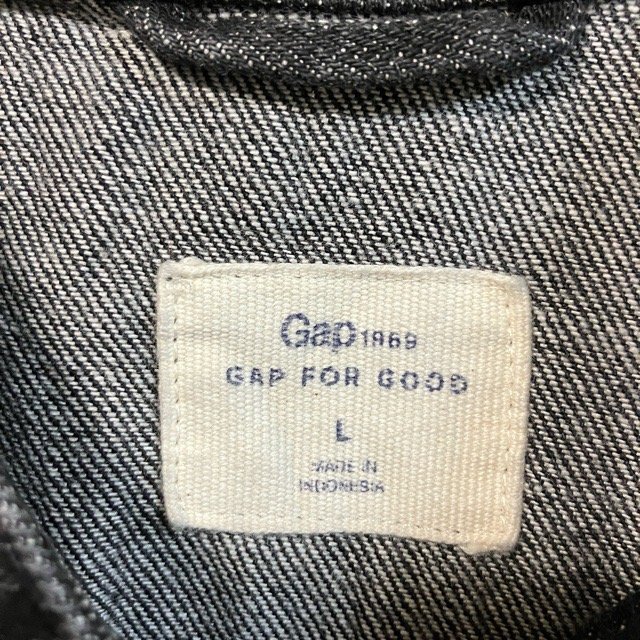 Gap 1969
GAP FOR GOOD
L
MADE IN
INDONESIA